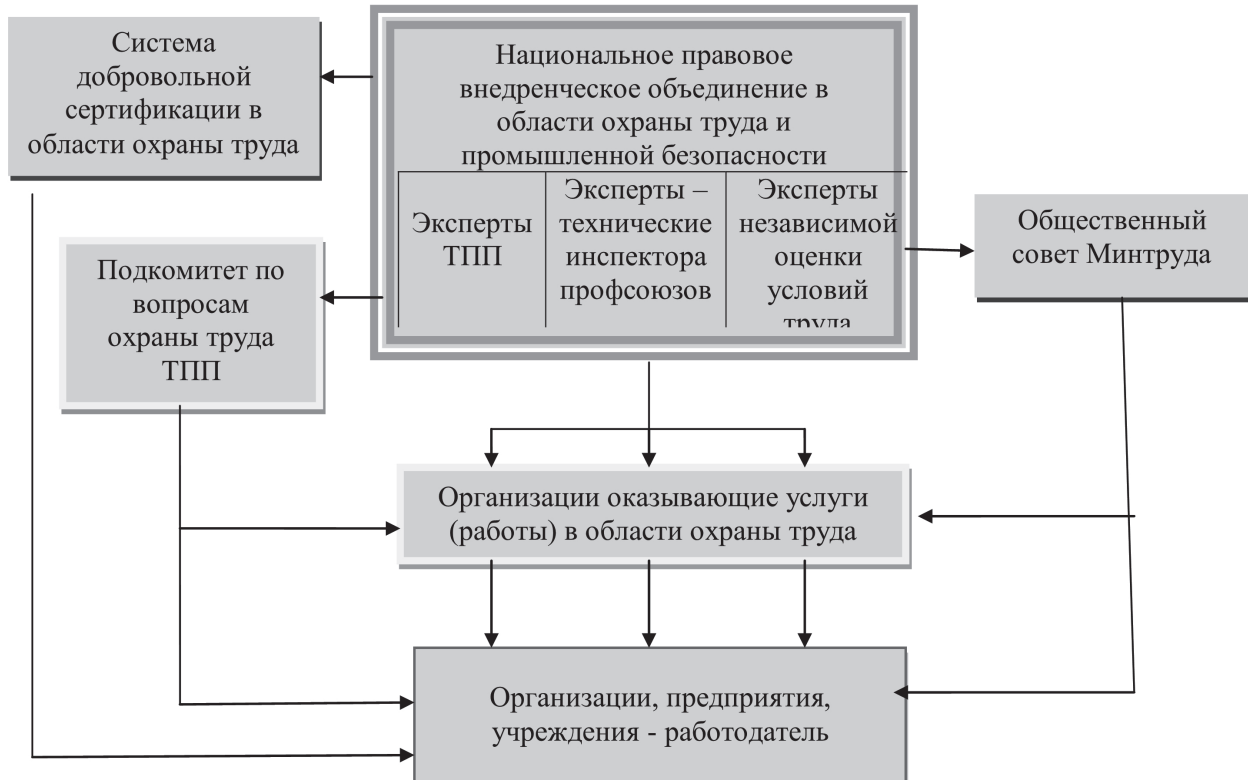 Система
добровольной
сертификации в
области охраны труда
Национальное правовое
внедренческое объединение в
области охраны труда и
промышленной безопасности
Эксперты
ТПП
Эксперты –
технические
инспектора
профсоюзов
Эксперты
независимой
оценки
условий
труда
Общественный
совет Минтруда
Подкомитет по
вопросам
охраны труда
ТПП
Организации оказывающие услуги
(работы) в области охраны труда
Организации, предприятия,
учреждения - работодатель